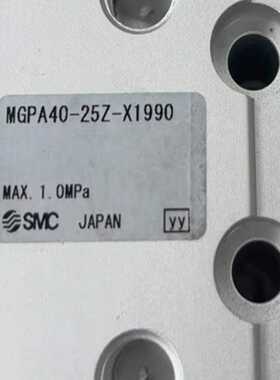 MGPA40-25Z-X1990
MAX. 1.0MPa
SMC JAPAN yy